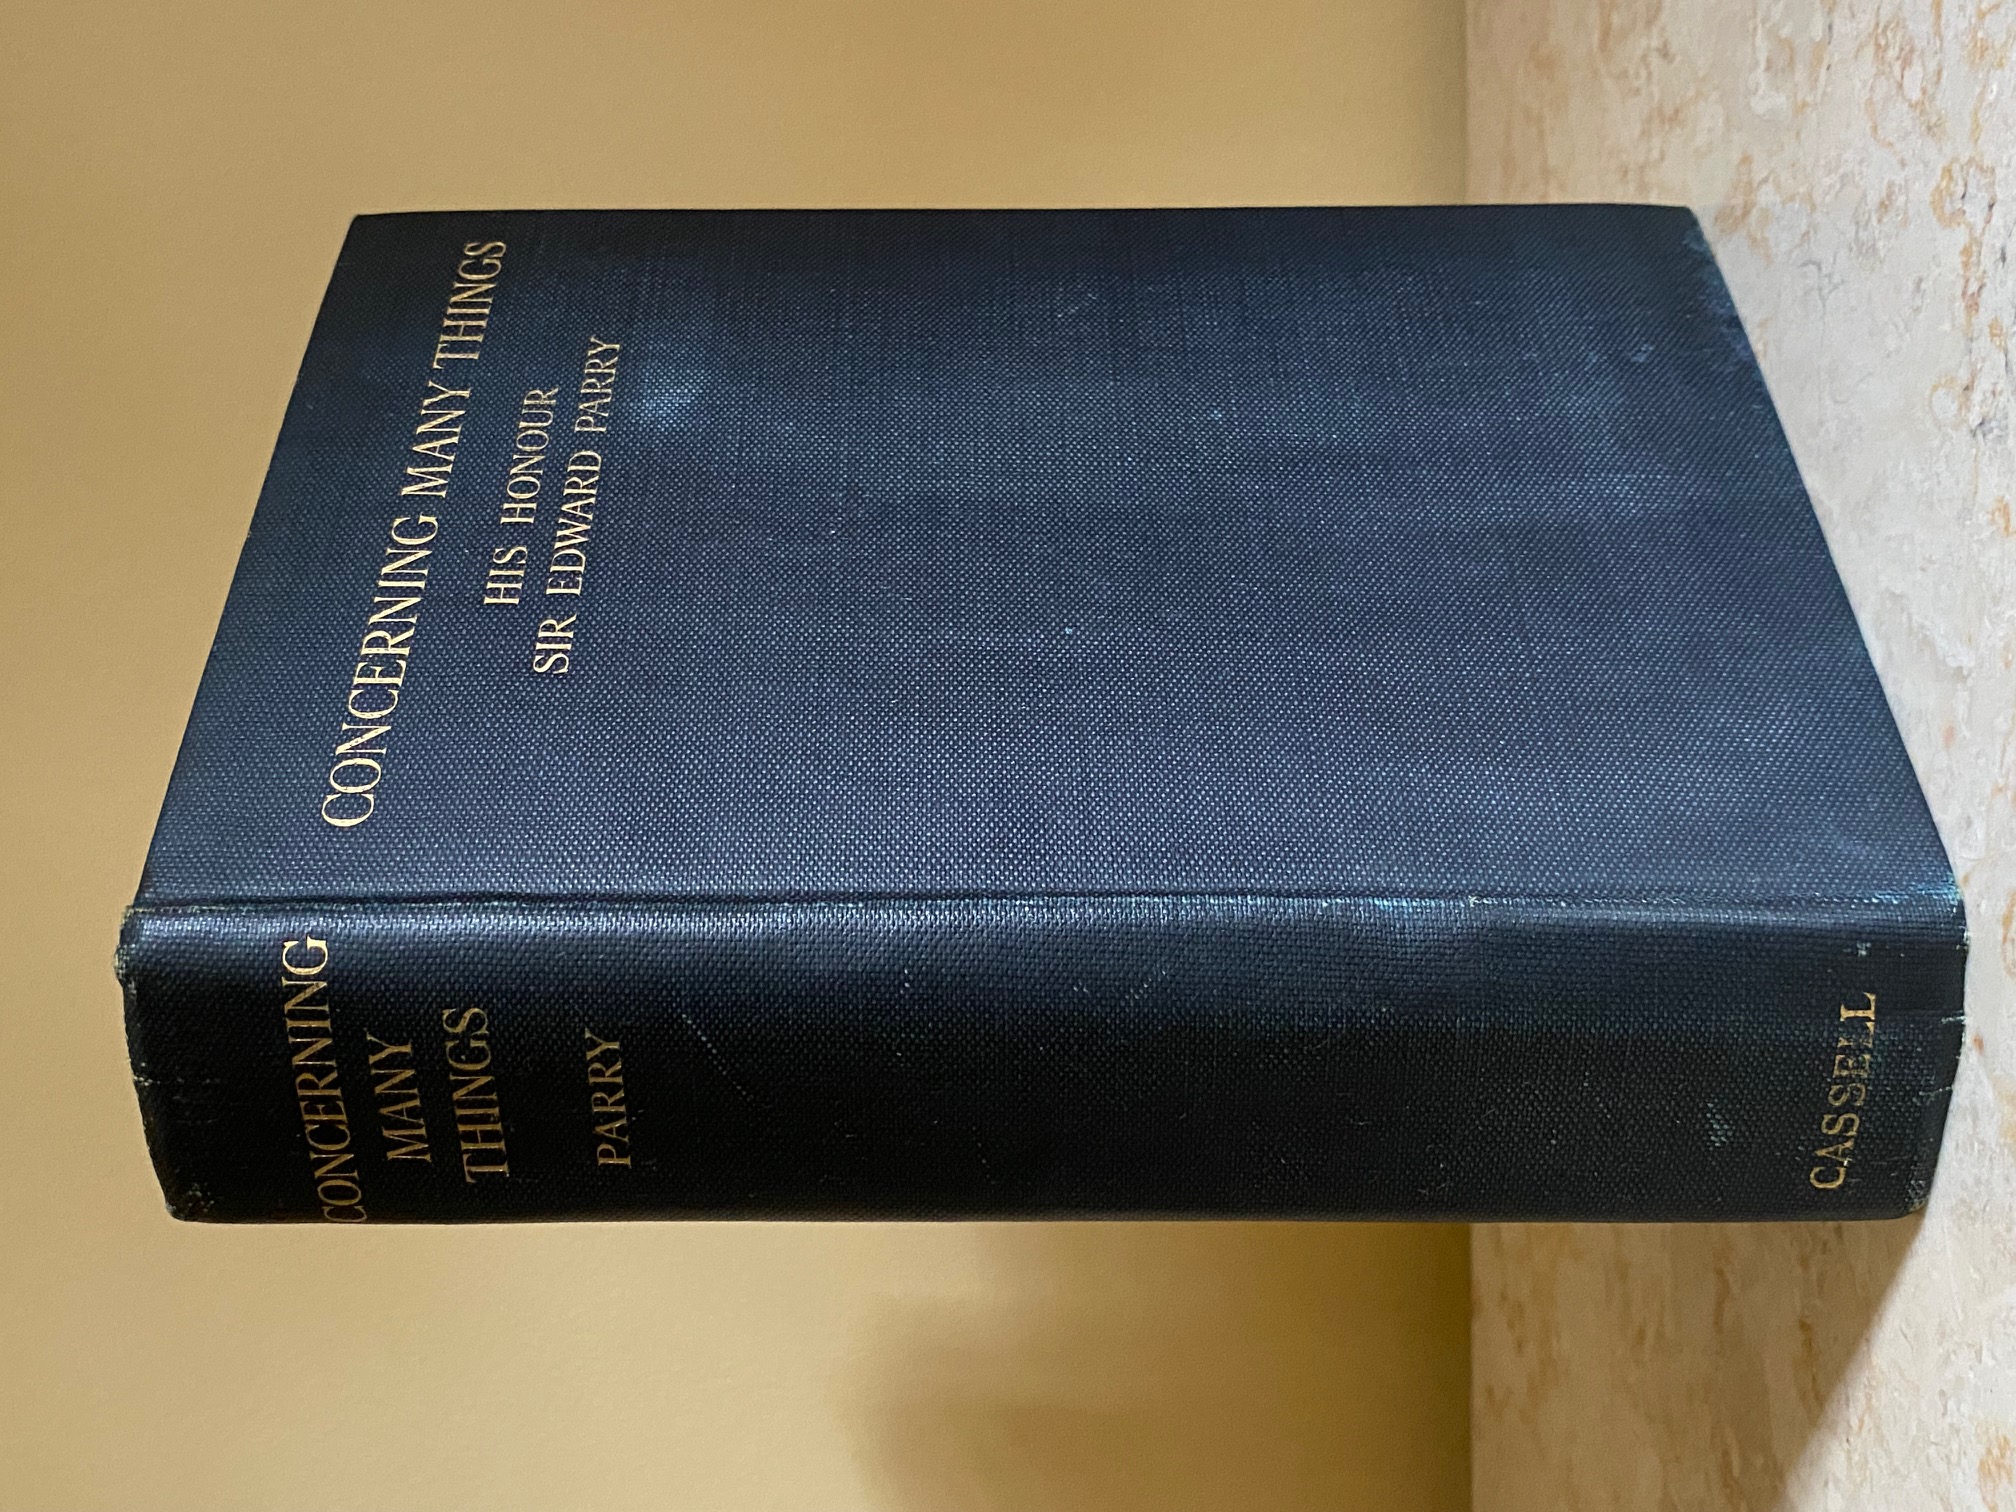 CONCERNING MANY THINGS
HIS HONOUR
SIR EDWARD PARRY
CONCERNING
MANY
THINGS
PARRY
CASSELL